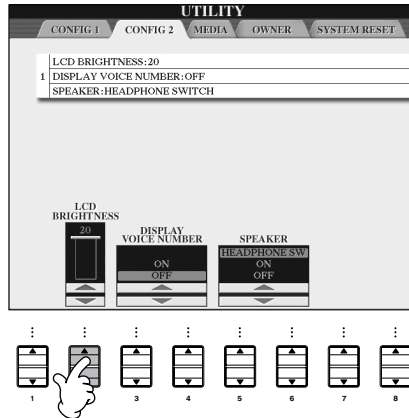 UTILITY
CONFIG 1 CONFIG 2 MEDIA OWNER SYSTEM RESET
LCD BRIGHTNESS:20
1 DISPLAY VOICE NUMBER:OFF
SPEAKER:HEADPHONE SWITCH
LCD
BRIGHTNESS
DISPLAY
VOICE NUMBER
SPEAKER
20
HEADPHONE SW
ON
OFF
ON
OFF
1 3 4 5 6 7 8